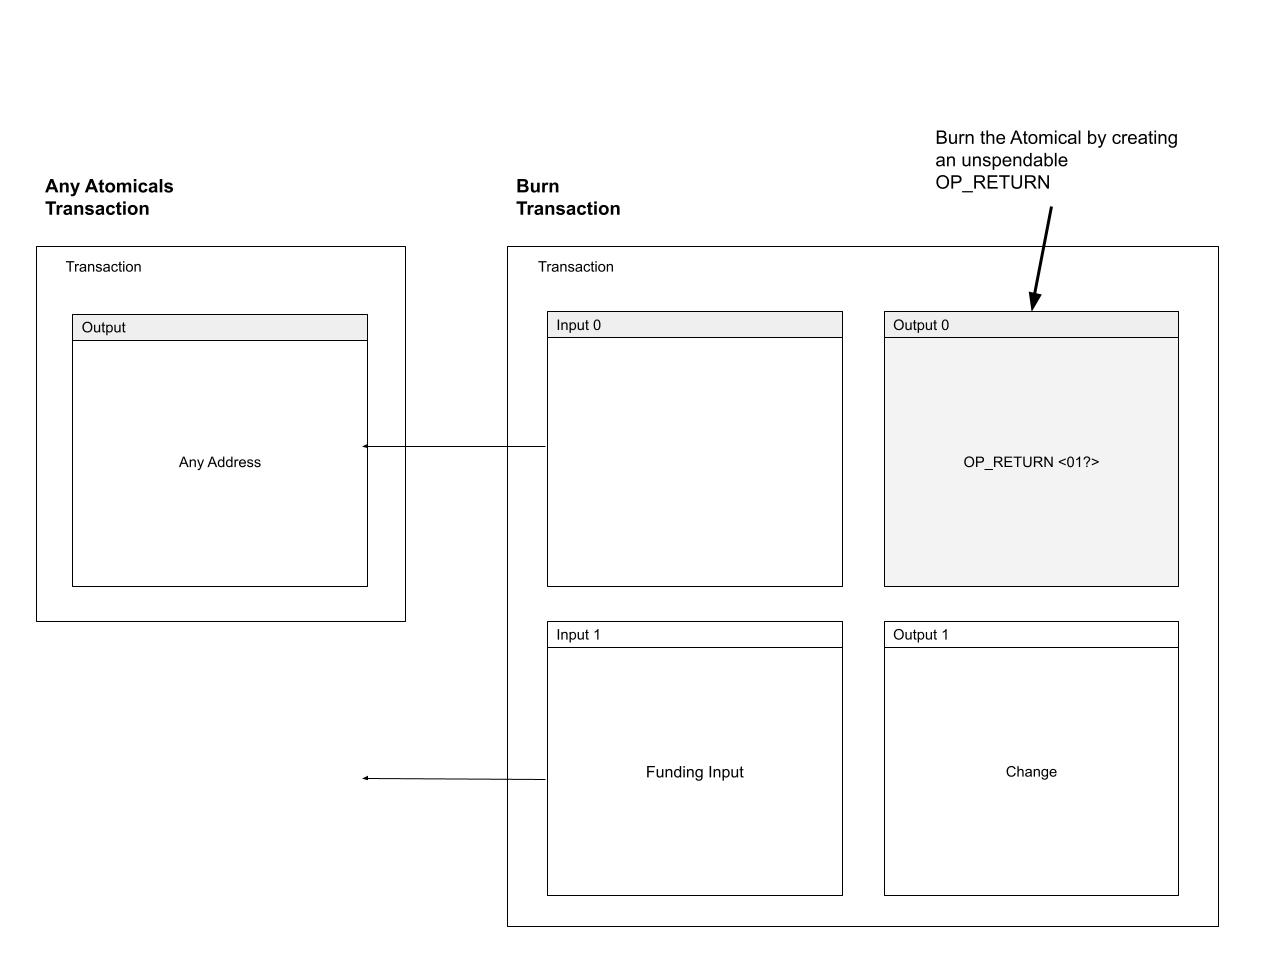 Burn the Atomical by creating
an unspendable
OP_RETURN
Any Atomicals
Transaction
Burn
Transaction
Transaction
Output
Any Address
Transaction
Input 0
Output 0
OP_RETURN <01?>
Input 1
Funding Input
Output 1
Change